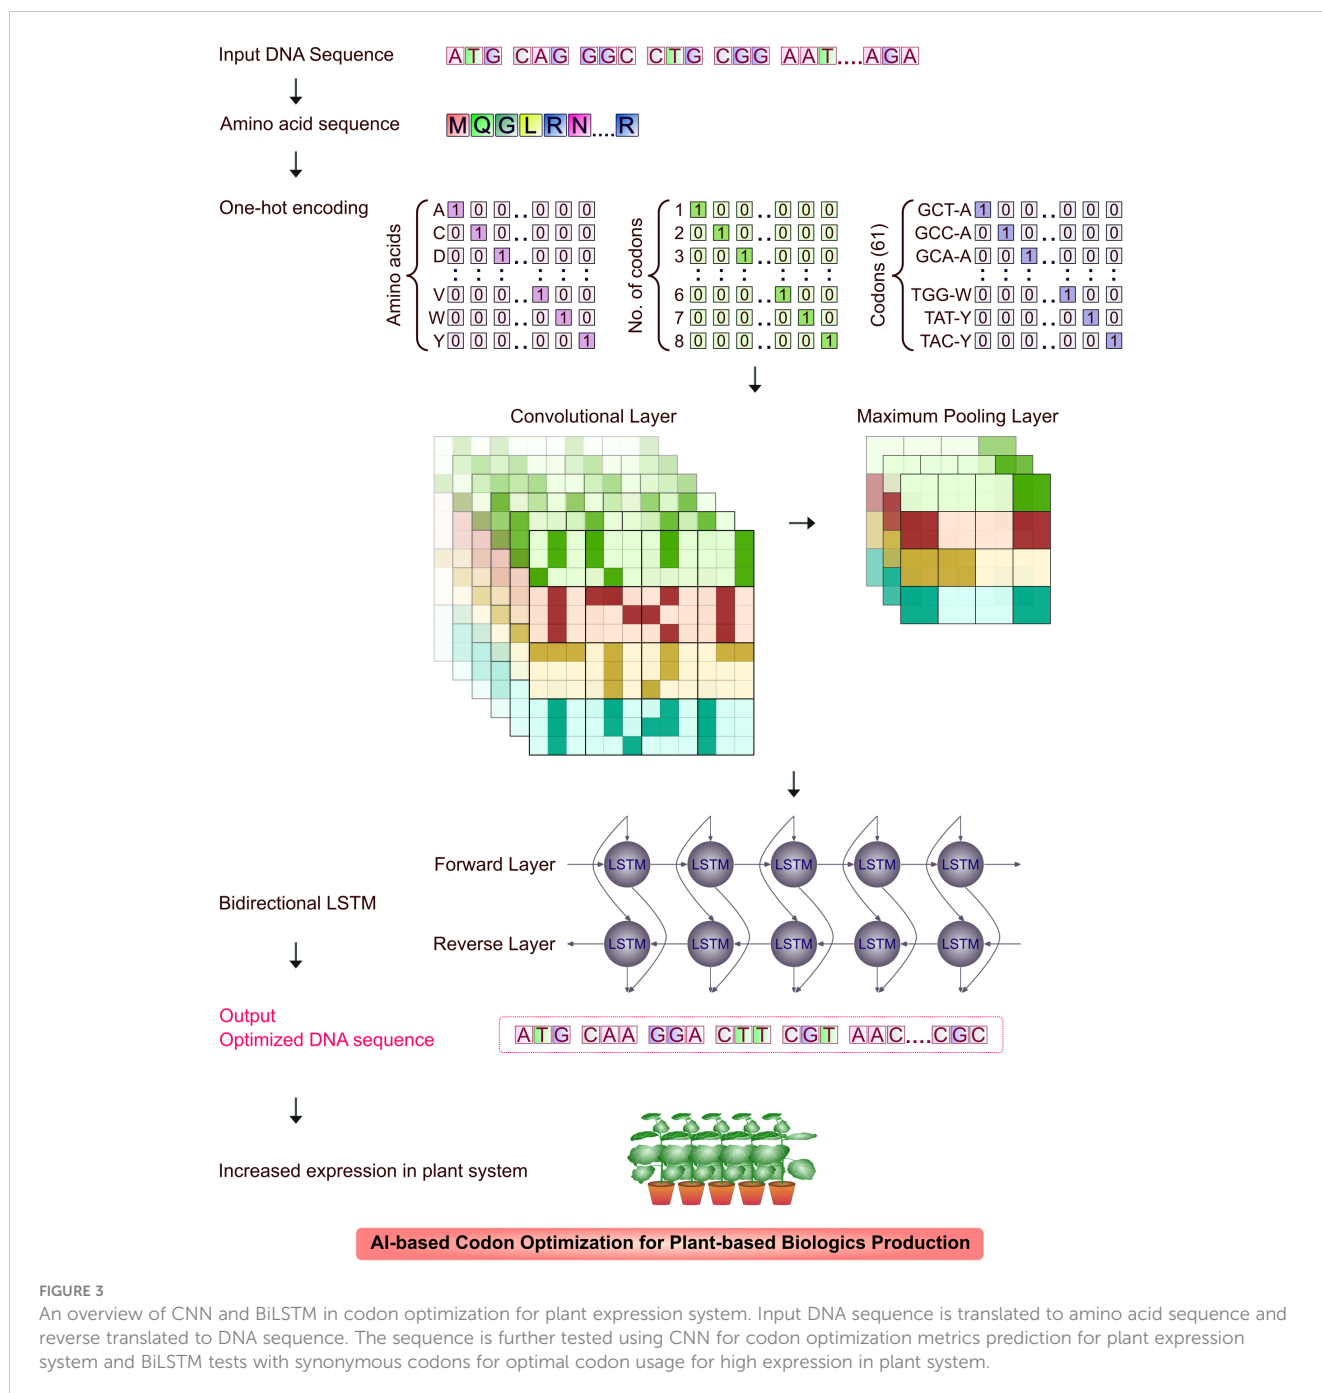 Input DNA Sequence
ATG CAG GGC CTG CGG AAT....AGA
Amino acid sequence
MQGLRN....R
One-hot encoding
Amino acids
A 1 0 0 .. 0 0 0
C 0 1 0 .. 0 0 0
D 0 0 1 .. 0 0 0
: : : : : : :
V 0 0 0 .. 1 0 0
W 0 0 0 .. 0 1 0
Y 0 0 0 .. 0 0 1
No. of codons
1 1 0 0 .. 0 0 0
2 0 1 0 .. 0 0 0
3 0 0 1 .. 0 0 0
: : : : : : :
6 0 0 0 .. 1 0 0
7 0 0 0 .. 0 1 0
8 0 0 0 .. 0 0 1
Codons (61)
GCT-A 1 0 0 .. 0 0 0
GCC-A 0 1 0 .. 0 0 0
GCA-A 0 0 1 .. 0 0 0
: : : : : :
TGG-W 0 0 0 .. 1 0 0
TAT-Y 0 0 0 .. 0 1 0
TAC-Y 0 0 0 .. 0 0 1
Convolutional Layer
Maximum Pooling Layer
Forward Layer
LSTM LSTM LSTM LSTM LSTM
Bidirectional LSTM
Reverse Layer
LSTM LSTM LSTM LSTM LSTM
Output
Optimized DNA sequence
ATG CAA GGA CTT CGT AAC....CGC
Increased expression in plant system
AI-based Codon Optimization for Plant-based Biologics Production
FIGURE 3
An overview of CNN and BiLSTM in codon optimization for plant expression system. Input DNA sequence is translated to amino acid sequence and
reverse translated to DNA sequence. The sequence is further tested using CNN for codon optimization metrics prediction for plant expression
system and BiLSTM tests with synonymous codons for optimal codon usage for high expression in plant system.